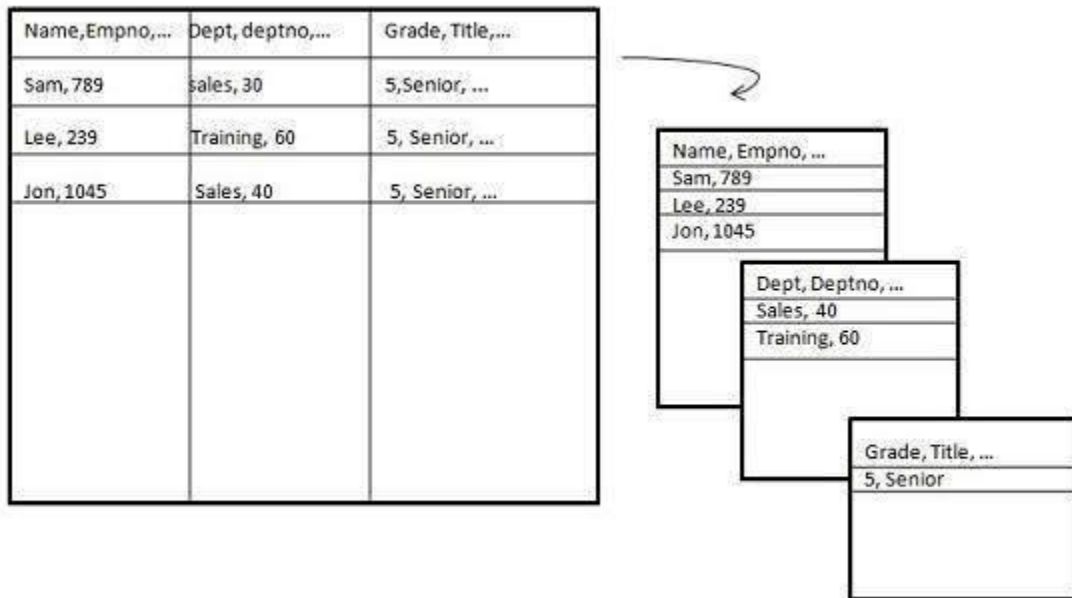 Name,Empno,... Dept, deptno,... Grade, Title,...
Sam, 789 sales, 30 5,Senior, ...
Lee, 239 Training, 60 5, Senior, ...
Jon, 1045 Sales, 40 5, Senior, ...
Name, Empno, ...
Sam, 789
Lee, 239
Jon, 1045
Dept, Deptno, ...
Sales, 40
Training, 60
Grade, Title, ...
5, Senior